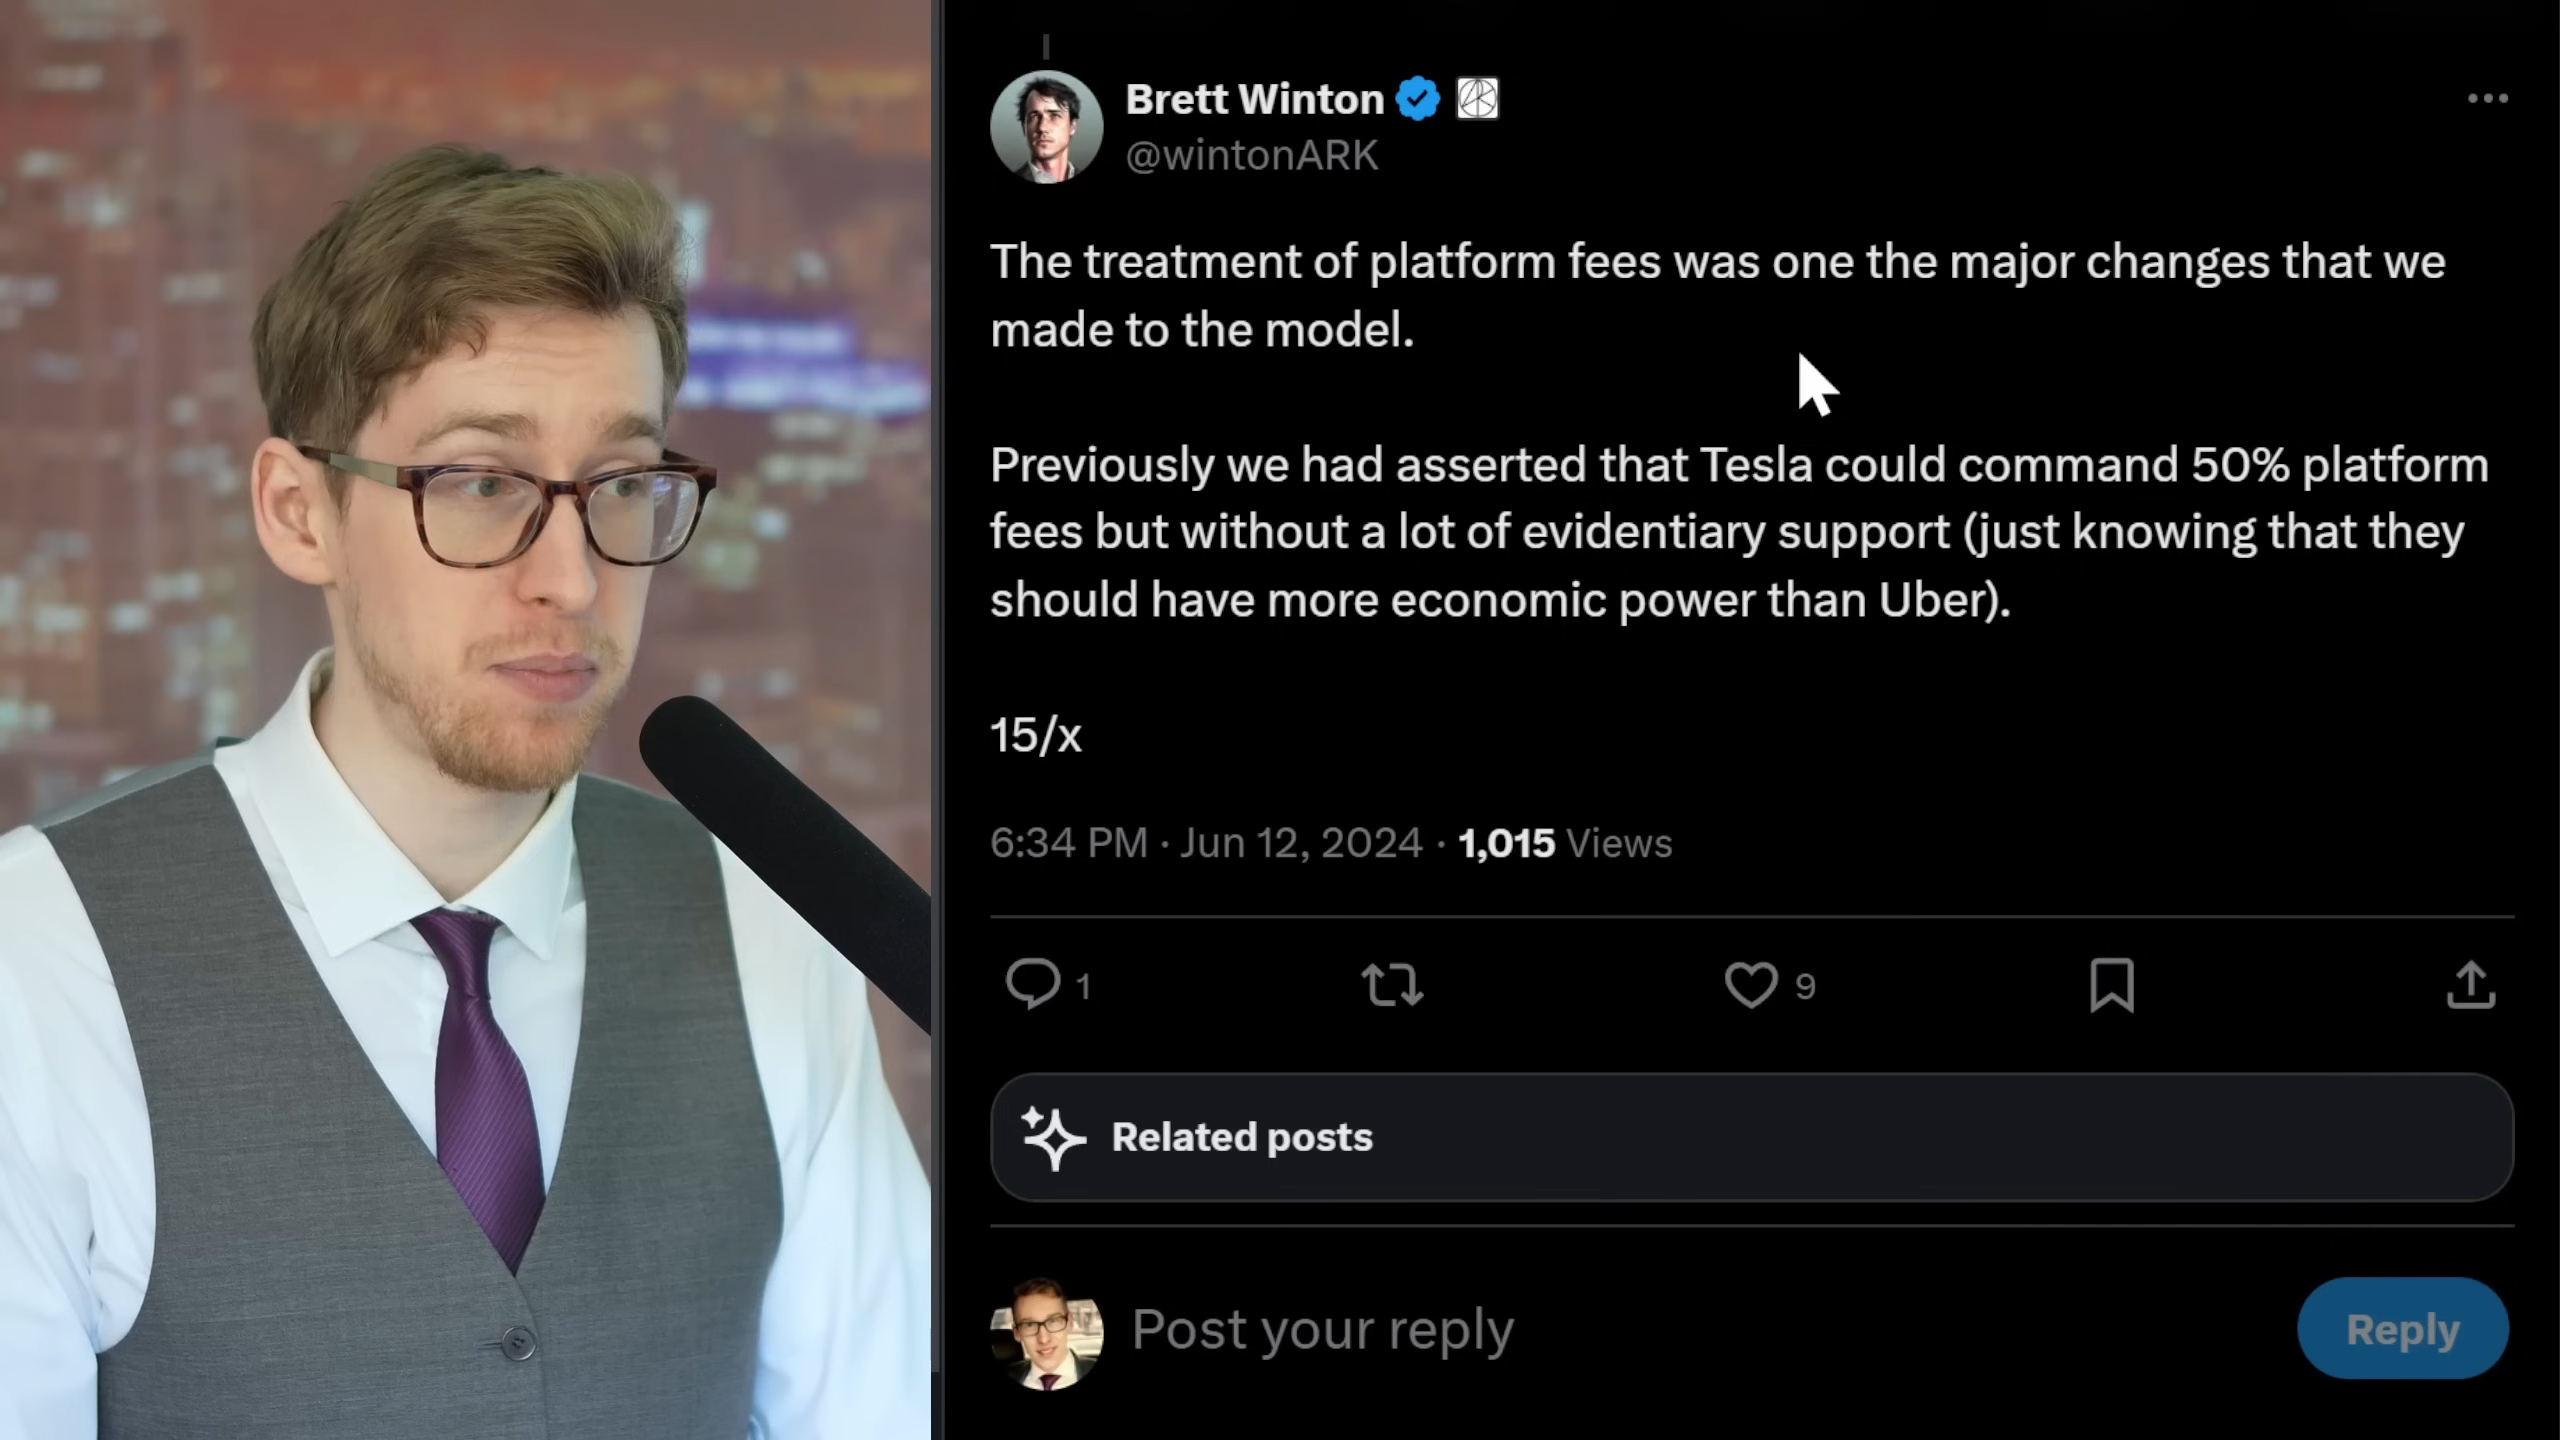 Brett Winton
@wintonARK
The treatment of platform fees was one the major changes that we
made to the model.
Previously we had asserted that Tesla could command 50% platform
fees but without a lot of evidentiary support (just knowing that they
should have more economic power than Uber).
15/x
6:34 PM · Jun 12, 2024 · 1,015 Views
1
9
Related posts
Post your reply
Reply